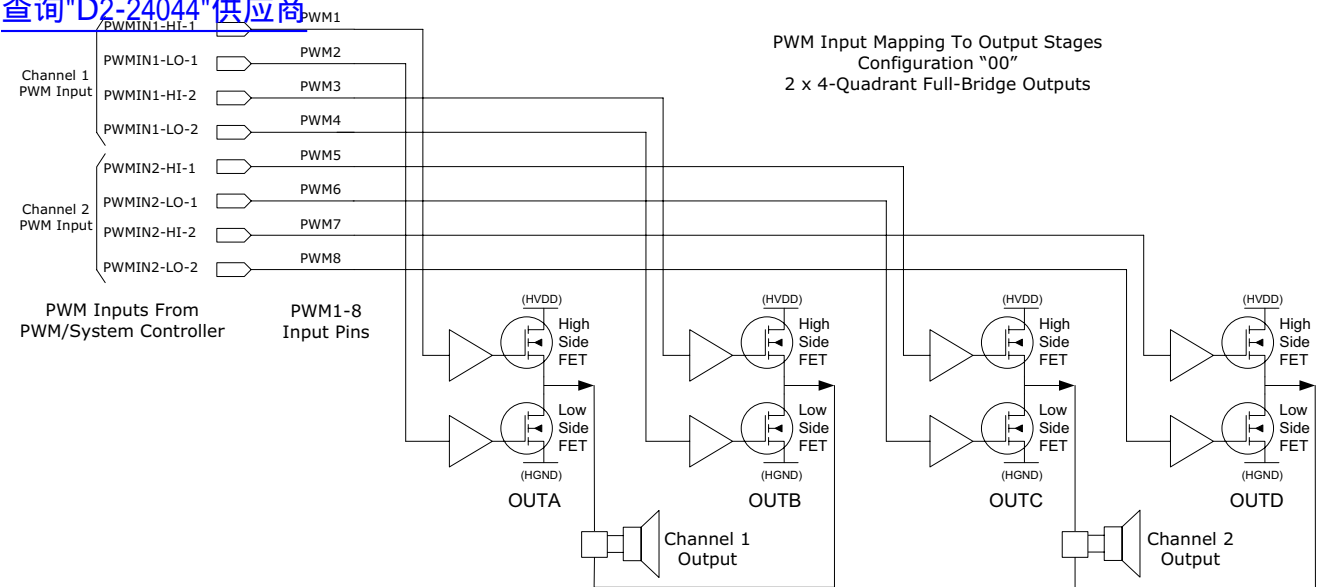 查询"D2-24044"供应商
PWMIN1-HI-1
PWM1
PWMIN1-LO-1
PWM2
PWMIN1-HI-2
PWM3
PWMIN1-LO-2
PWM4
Channel 1
PWM Input
PWMIN2-HI-1
PWM5
PWMIN2-LO-1
PWM6
PWMIN2-HI-2
PWM7
PWMIN2-LO-2
PWM8
Channel 2
PWM Input
PWM Input Mapping To Output Stages
Configuration “00”
2 x 4-Quadrant Full-Bridge Outputs
PWM Inputs From
PWM/System Controller
PWM1-8
Input Pins
(HVDD)
High
Side
FET
Low
Side
FET
(HGND)
OUTA
(HVDD)
High
Side
FET
Low
Side
FET
(HGND)
OUTB
(HVDD)
High
Side
FET
Low
Side
FET
(HGND)
OUTC
(HVDD)
High
Side
FET
Low
Side
FET
(HGND)
OUTD
Channel 1
Output
Channel 2
Output